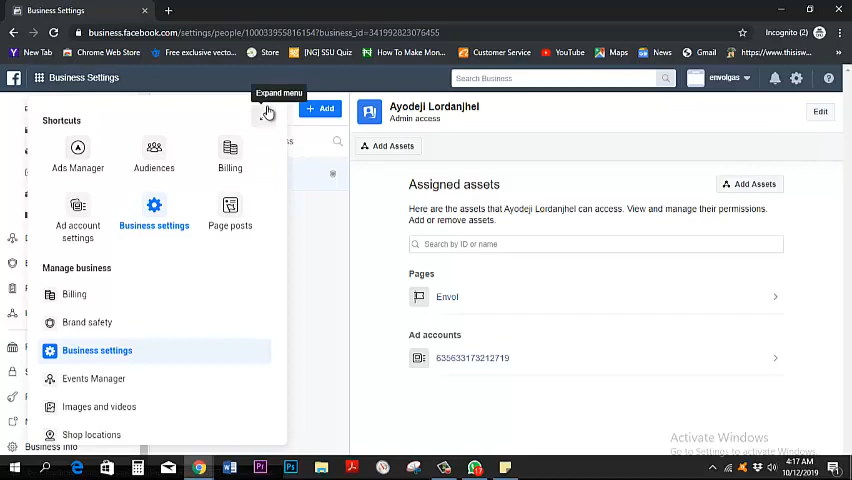 Business Settings
business.facebook.com/settings/people/100033955816154?business_id=341992823076455
Incognito (2)
New Tab
Chrome Web Store
Free exclusive vecto...
Store
[NG] SSU Quiz
How To Make Mon...
Customer Service
YouTube
Maps
News
Gmail
https://www.thisisw...
Business Settings
Search Business
envolgas
Expand menu
Add
Ayodeji Lordanjhel
Admin access
Edit
Shortcuts
ss
Add Assets
Ads Manager
Audiences
Billing
Assigned assets
Add Assets
Here are the assets that Ayodeji Lordanjhel can access. View and manage their permissions.
Add or remove assets.
Ad account
settings
Business settings
Page posts
Search by ID or name
Manage business
Pages
Billing
Envol
Brand safety
Ad accounts
Business settings
635633173212719
Events Manager
Images and videos
Shop locations
Business Info
Activate Windows
Go to Settings to activate Windows.
4:17 AM
10/12/2019